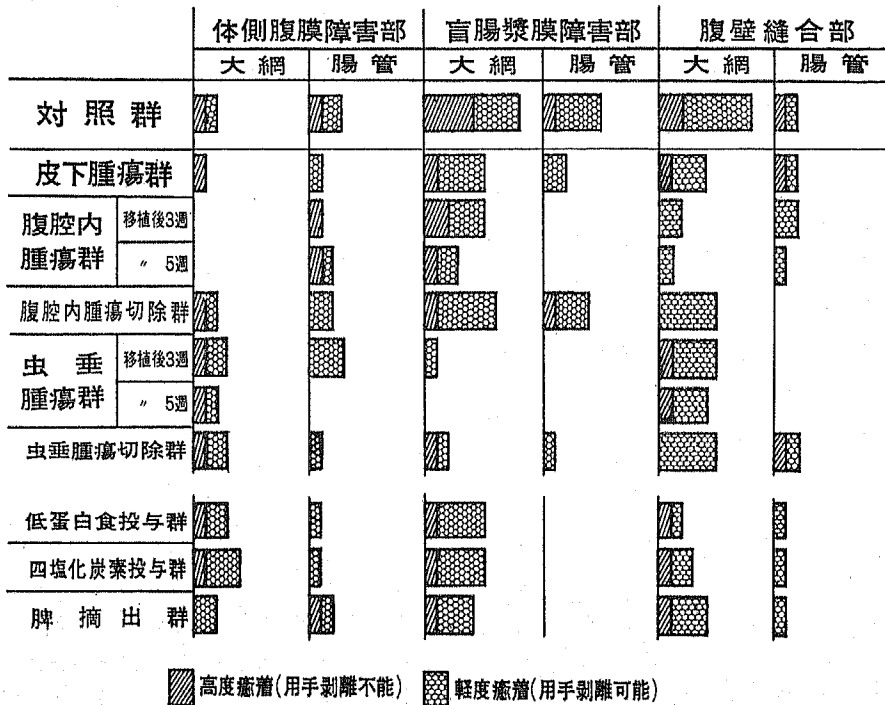 体側腹膜障害部 盲腸漿膜障害部 腹壁縫合部
大網 腸管 大網 腸管 大網 腸管
対照群
皮下腫瘍群
腹腔内腫瘍群 移植後3週
〃 5週
腹腔内腫瘍切除群
虫垂腫瘍群 移植後3週
〃 5週
虫垂腫瘍切除群
低蛋白食投与群
四塩化炭素投与群
脾摘出群
高度癒着(用手剝離不能) 軽度癒着(用手剝離可能)